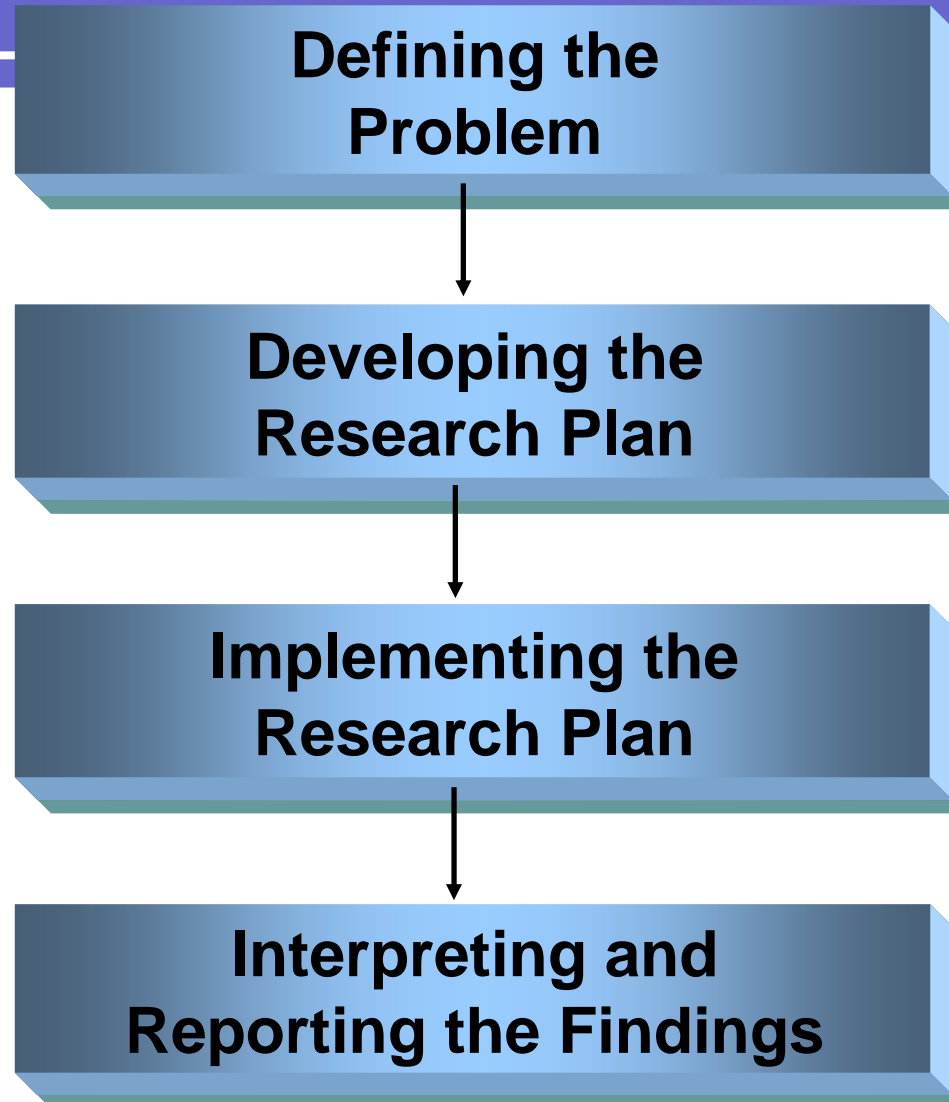 Defining the
Problem
Developing the
Research Plan
Implementing the
Research Plan
Interpreting and
Reporting the Findings